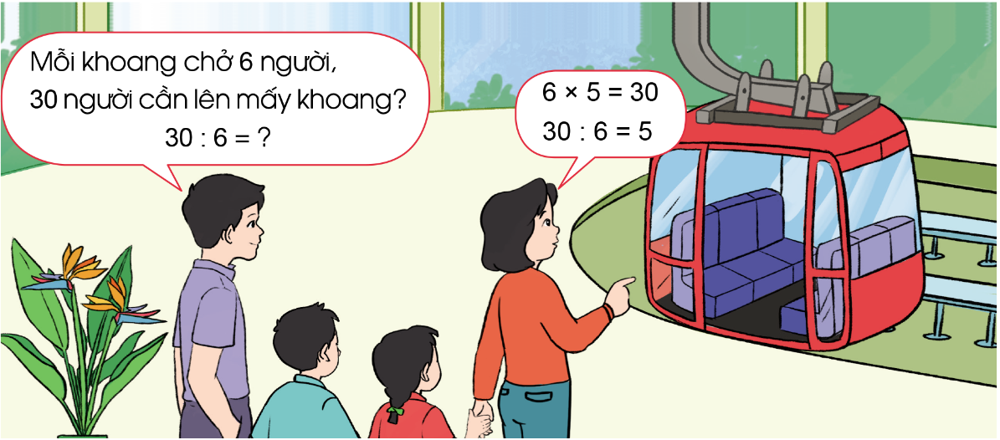 Mỗi khoang chở 6 người,
30 người cần lên mấy khoang?
30 : 6 = ?
6 × 5 = 30
30 : 6 = 5